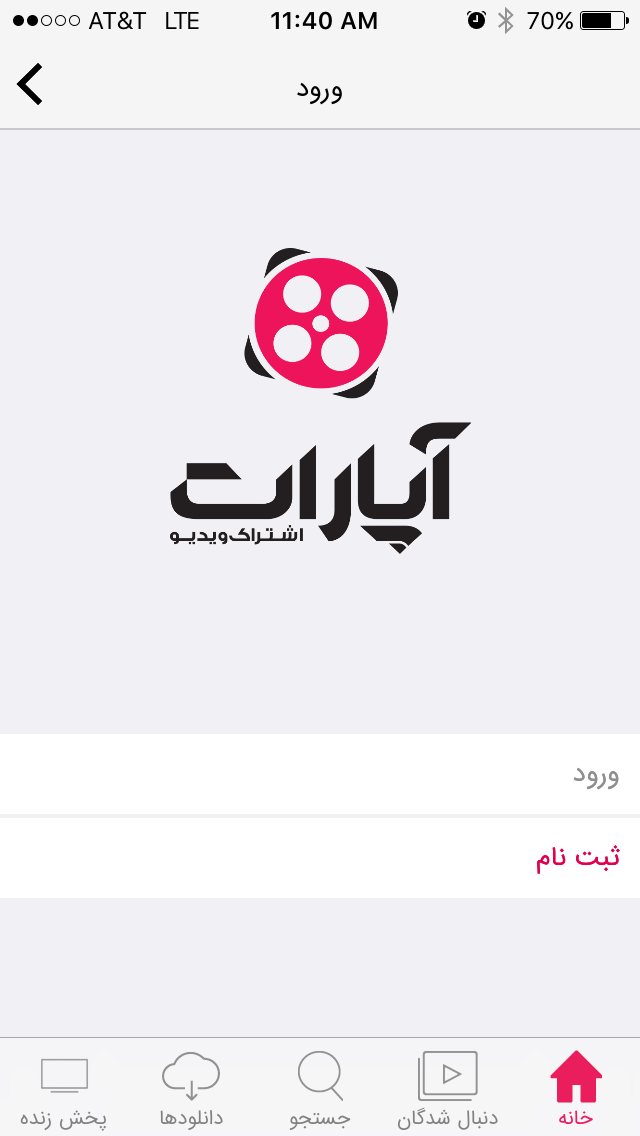 AT&T LTE 11:40 AM 70%
ورود
آپارات
اشتراک ویدیو
ورود
ثبت نام
خانه
دنبال شدگان
جستجو
دانلودها
پخش زنده